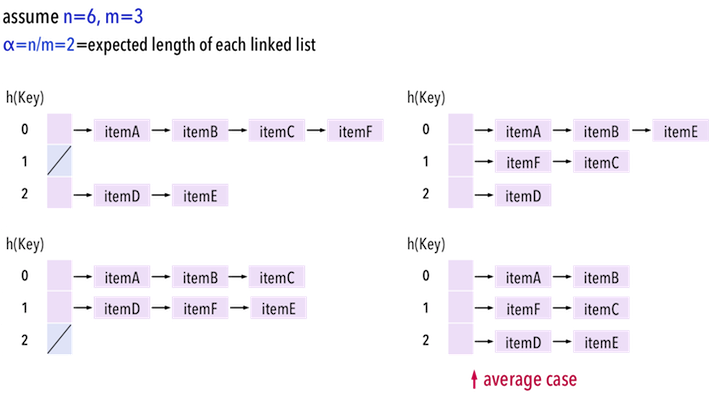 assume n=6, m=3
α=n/m=2=expected length of each linked list
h(Key)
0 itemA itemB itemC itemF
1
2 itemD itemE
h(Key)
0 itemA itemB itemE
1 itemF itemC
2 itemD
h(Key)
0 itemA itemB itemC
1 itemD itemF itemE
2
h(Key)
0 itemA itemB
1 itemF itemC
2 itemD itemE
average case